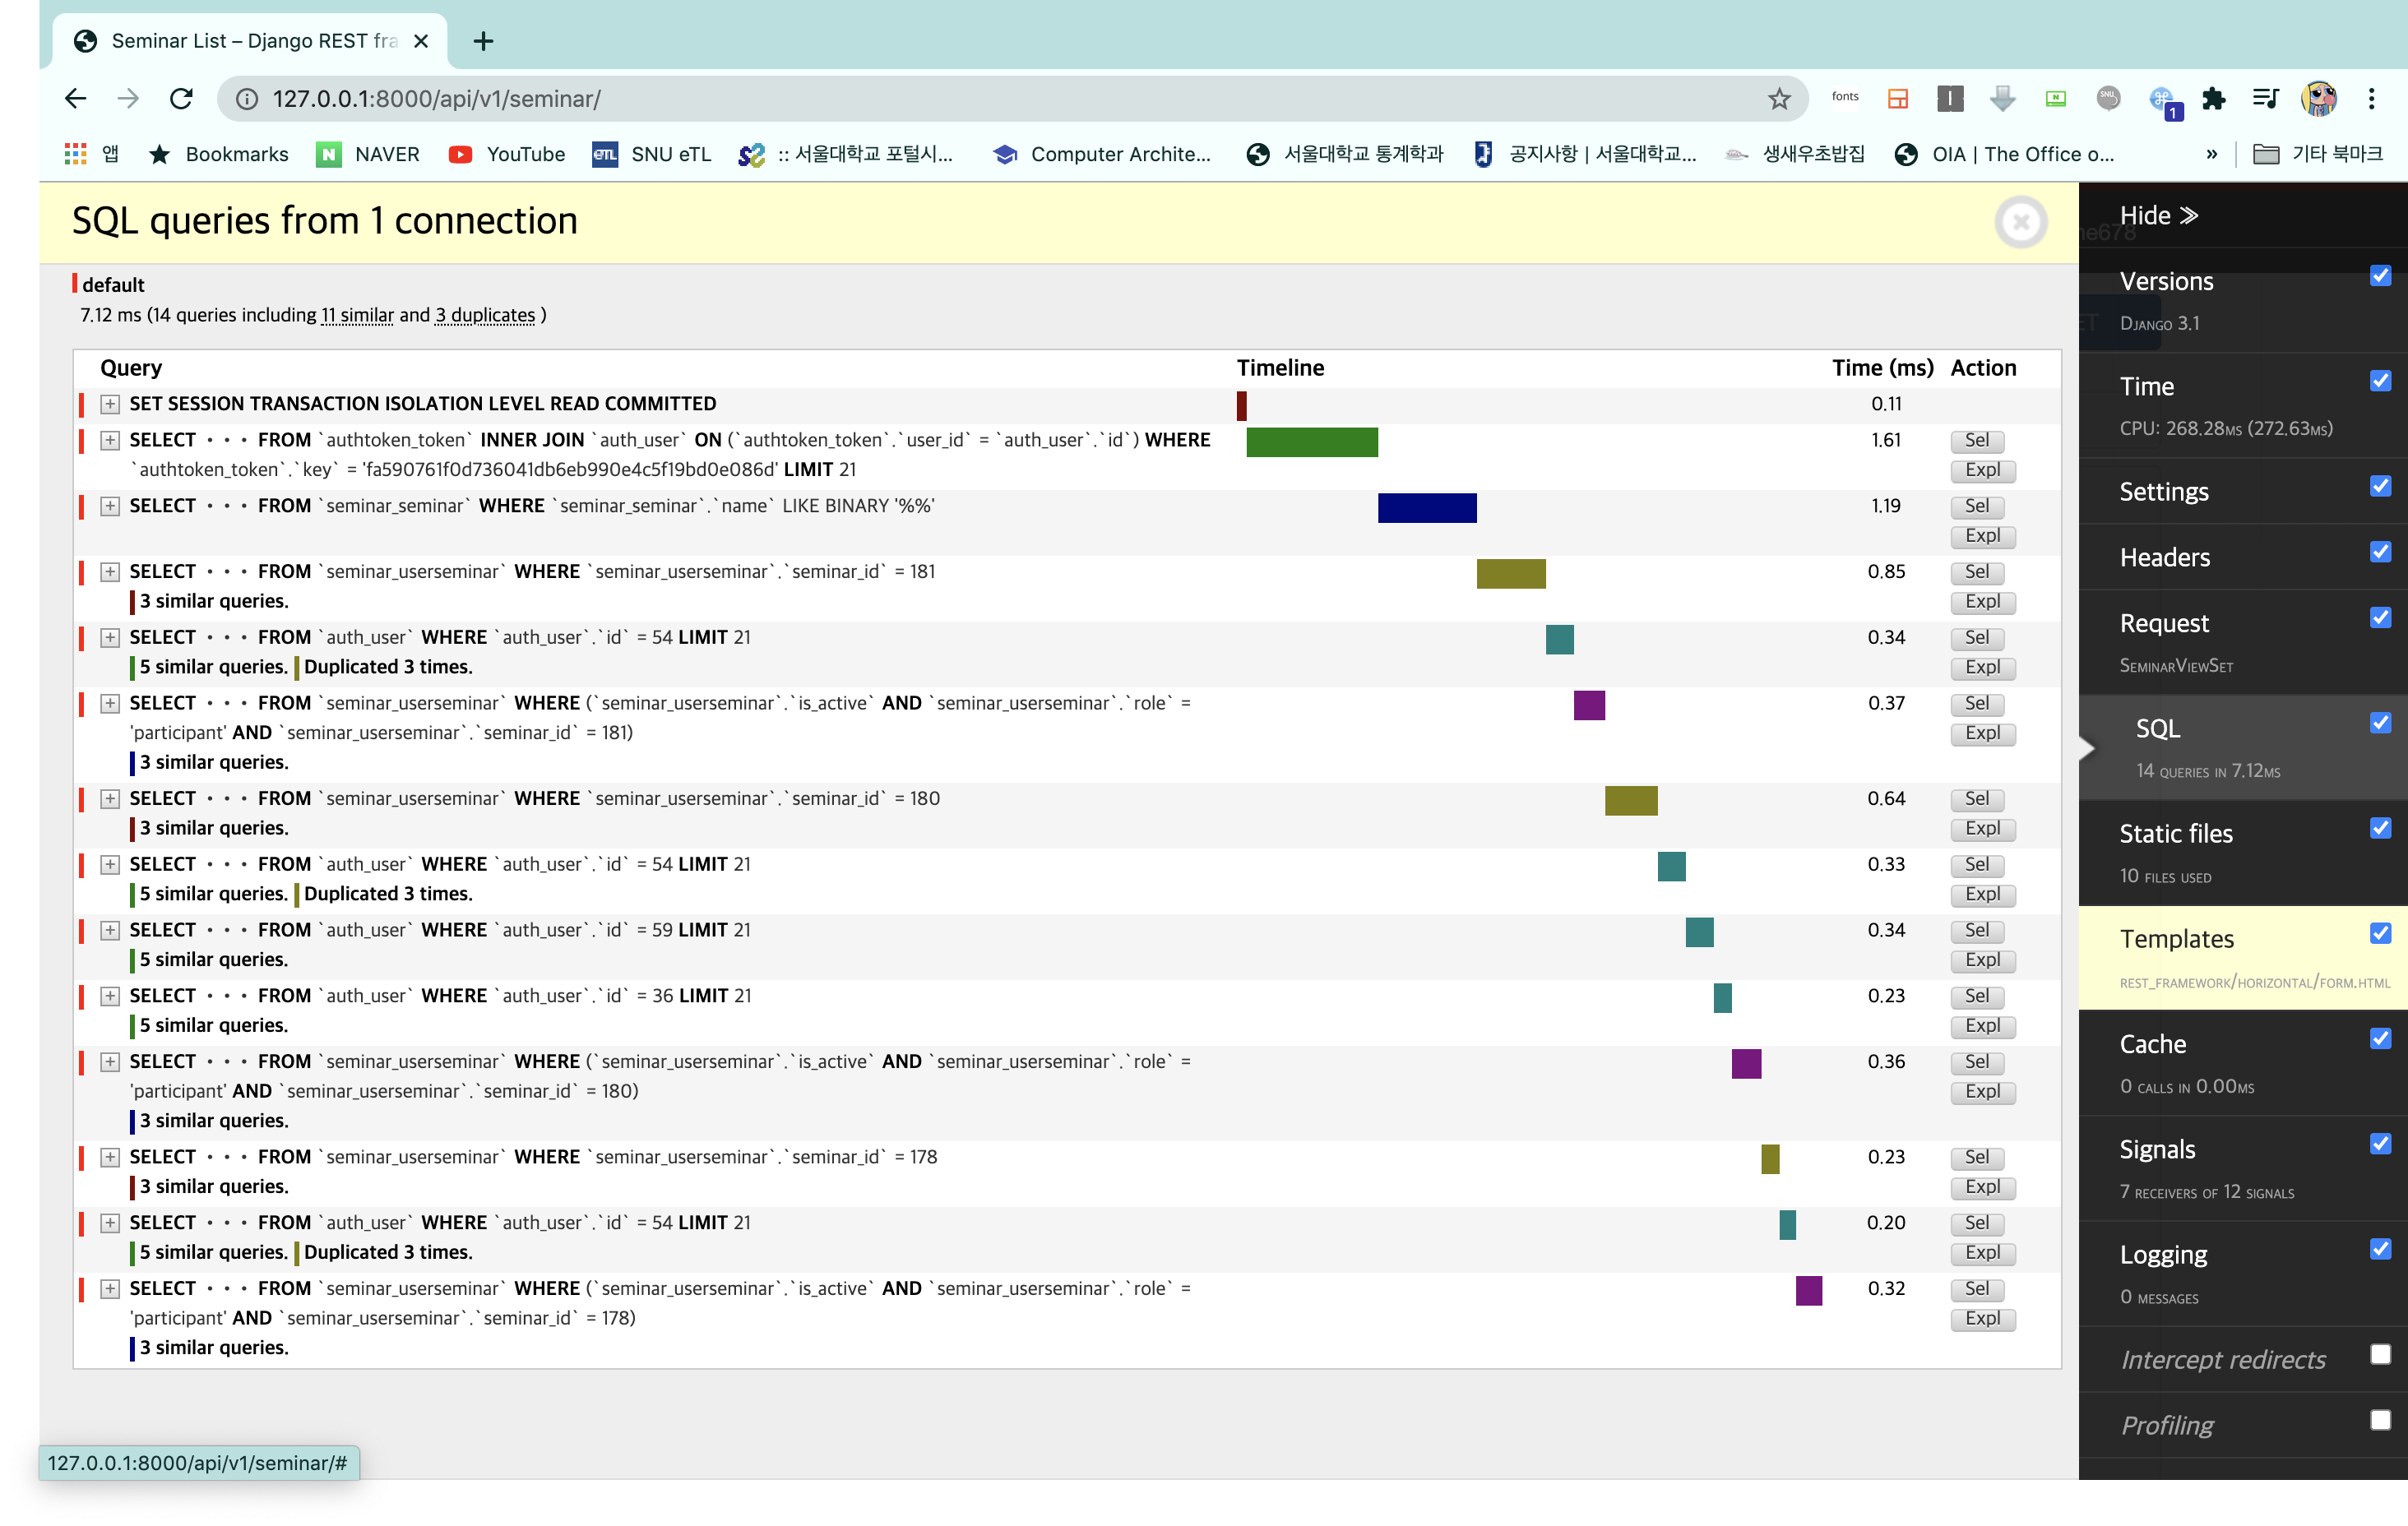 Seminar List – Django REST fra
127.0.0.1:8000/api/v1/seminar/
fonts
1
앱
Bookmarks
N NAVER
YouTube
eTL SNU eTL
:: 서울대학교 포털시...
Computer Archite...
서울대학교 통계학과
공지사항 | 서울대학교...
생새우초밥집
OIA | The Office o...
»
기타 북마크
SQL queries from 1 connection
default
7.12 ms (14 queries including 11 similar and 3 duplicates )
Query Timeline Time (ms) Action
SET SESSION TRANSACTION ISOLATION LEVEL READ COMMITTED 0.11
SELECT ••• FROM `authtoken_token` INNER JOIN `auth_user` ON (`authtoken_token`.`user_id` = `auth_user`.`id`) WHERE 1.61 Sel
`authtoken_token`.`key` = 'fa590761f0d736041db6eb990e4c5f19bd0e086d' LIMIT 21 Expl
SELECT ••• FROM `seminar_seminar` WHERE `seminar_seminar`.`name` LIKE BINARY '%%' 1.19 Sel
Expl
SELECT ••• FROM `seminar_userseminar` WHERE `seminar_userseminar`.`seminar_id` = 181 0.85 Sel
3 similar queries. Expl
SELECT ••• FROM `auth_user` WHERE `auth_user`.`id` = 54 LIMIT 21 0.34 Sel
5 similar queries. Duplicated 3 times. Expl
SELECT ••• FROM `seminar_userseminar` WHERE (`seminar_userseminar`.`is_active` AND `seminar_userseminar`.`role` = 0.37 Sel
'participant' AND `seminar_userseminar`.`seminar_id` = 181) Expl
3 similar queries.
SELECT ••• FROM `seminar_userseminar` WHERE `seminar_userseminar`.`seminar_id` = 180 0.64 Sel
3 similar queries. Expl
SELECT ••• FROM `auth_user` WHERE `auth_user`.`id` = 54 LIMIT 21 0.33 Sel
5 similar queries. Duplicated 3 times. Expl
SELECT ••• FROM `auth_user` WHERE `auth_user`.`id` = 59 LIMIT 21 0.34 Sel
5 similar queries. Expl
SELECT ••• FROM `auth_user` WHERE `auth_user`.`id` = 36 LIMIT 21 0.23 Sel
5 similar queries. Expl
SELECT ••• FROM `seminar_userseminar` WHERE (`seminar_userseminar`.`is_active` AND `seminar_userseminar`.`role` = 0.36 Sel
'participant' AND `seminar_userseminar`.`seminar_id` = 180) Expl
3 similar queries.
SELECT ••• FROM `seminar_userseminar` WHERE `seminar_userseminar`.`seminar_id` = 178 0.23 Sel
3 similar queries. Expl
SELECT ••• FROM `auth_user` WHERE `auth_user`.`id` = 54 LIMIT 21 0.20 Sel
5 similar queries. Duplicated 3 times. Expl
SELECT ••• FROM `seminar_userseminar` WHERE (`seminar_userseminar`.`is_active` AND `seminar_userseminar`.`role` = 0.32 Sel
'participant' AND `seminar_userseminar`.`seminar_id` = 178) Expl
3 similar queries.
127.0.0.1:8000/api/v1/seminar/#
Hide
Versions
Django 3.1
Time
CPU: 268.28ms (272.63ms)
Settings
Headers
Request
SeminarViewSet
SQL
14 queries in 7.12ms
Static files
10 files used
Templates
rest_framework/horizontal/form.html
Cache
0 calls in 0.00ms
Signals
7 receivers of 12 signals
Logging
0 messages
Intercept redirects
Profiling